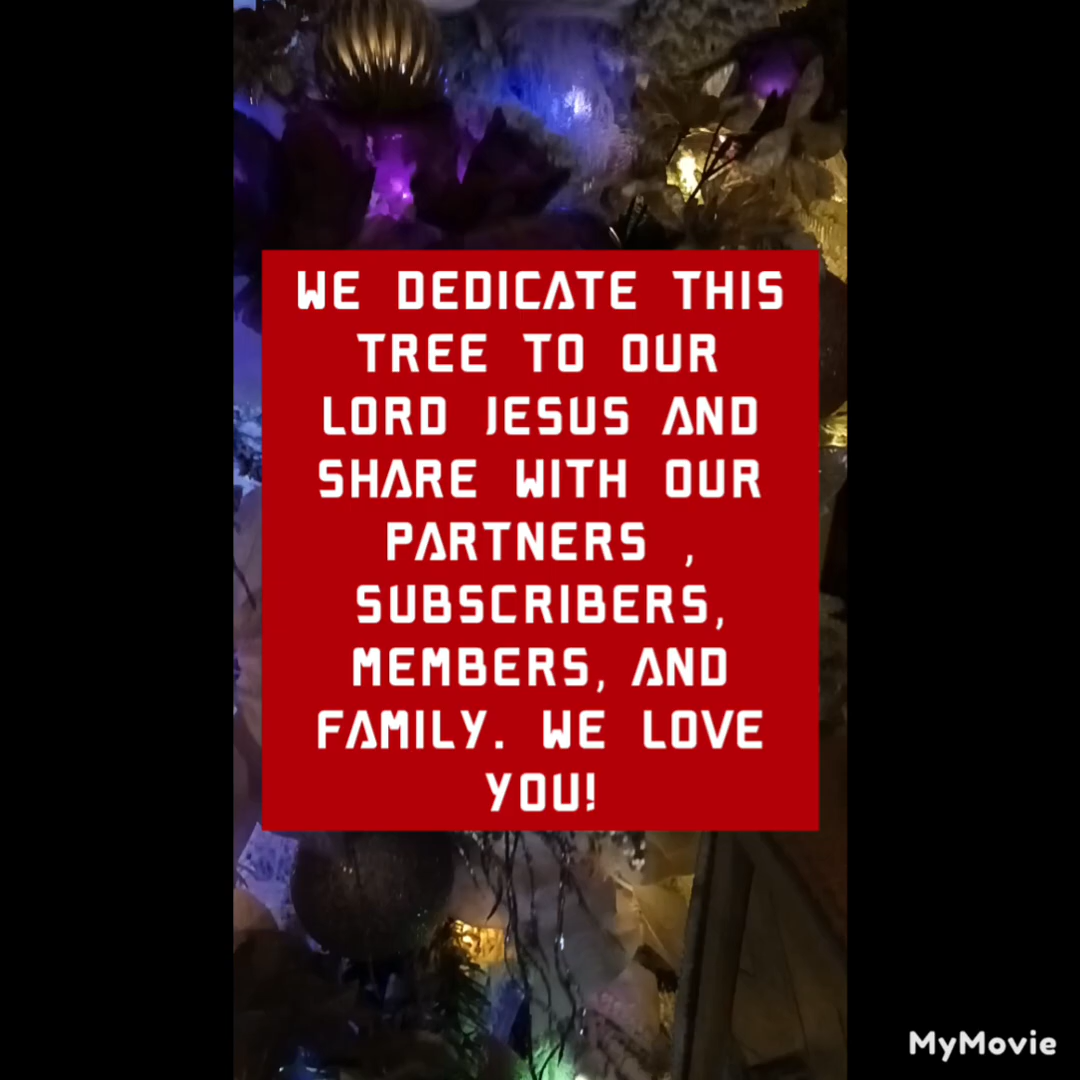 WE DEDICATE THIS
TREE TO OUR
LORD JESUS AND
SHARE WITH OUR
PARTNERS ,
SUBSCRIBERS,
MEMBERS, AND
FAMILY. WE LOVE
YOU!
MyMovie